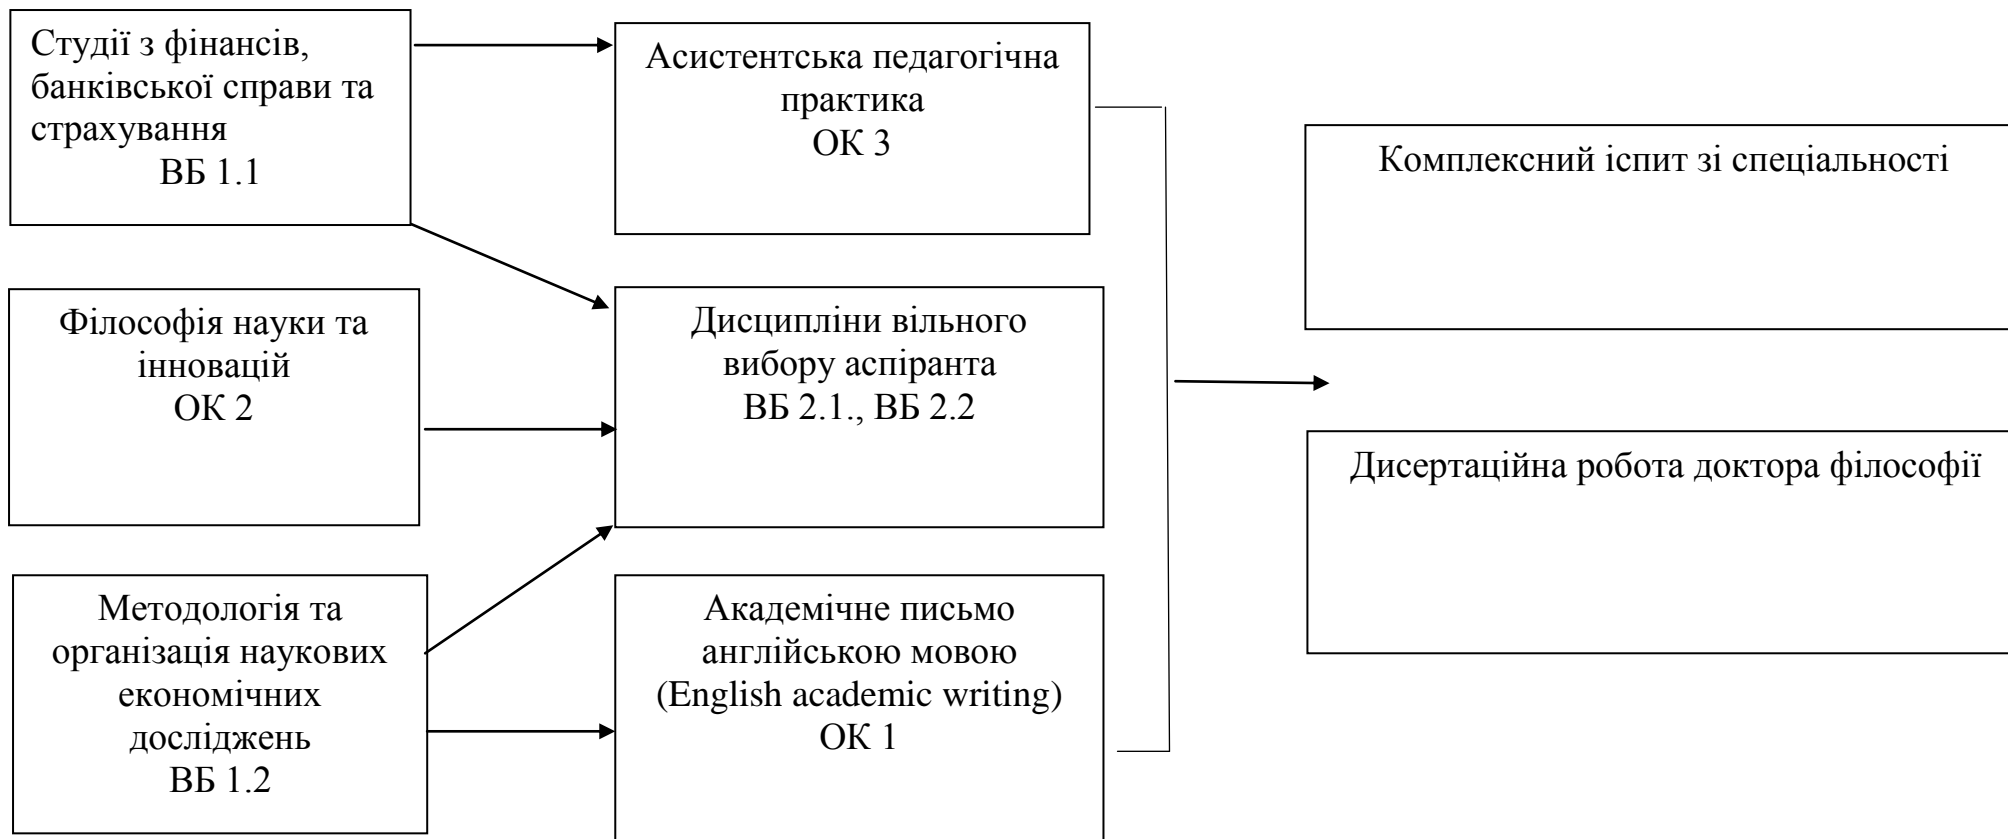 Студії з фінансів,
банківської справи та
страхування
ВБ 1.1
Асистентська педагогічна
практика
ОК 3
Комплексний іспит зі спеціальності
Філософія науки та
інновацій
ОК 2
Дисципліни вільного
вибору аспіранта
ВБ 2.1., ВБ 2.2
Дисертаційна робота доктора філософії
Методологія та
організація наукових
економічних
досліджень
ВБ 1.2
Академічне письмо
англійською мовою
(English academic writing)
ОК 1